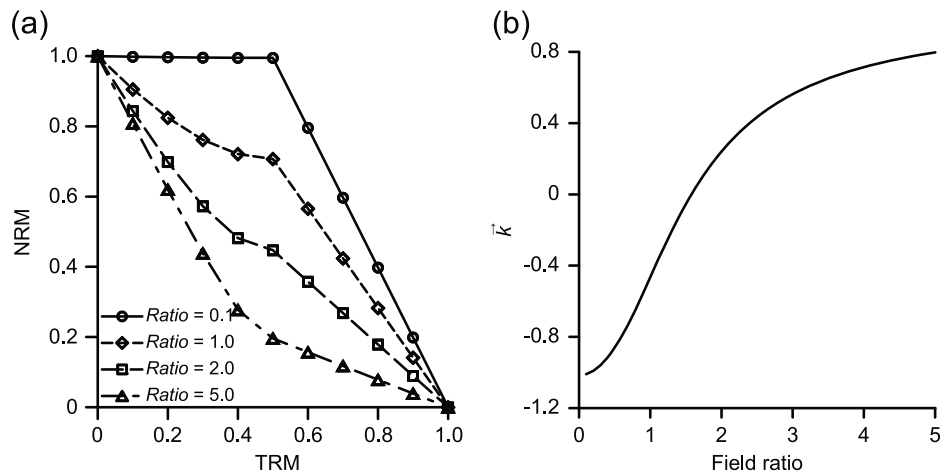 (a)
NRM
1.0
0.8
0.6
0.4
0.2
0
Ratio = 0.1
Ratio = 1.0
Ratio = 2.0
Ratio = 5.0
0 0.2 0.4 0.6 0.8 1.0
TRM
(b)
k⃗
0.8
0.4
0
-0.4
-0.8
-1.2
0 1 2 3 4 5
Field ratio